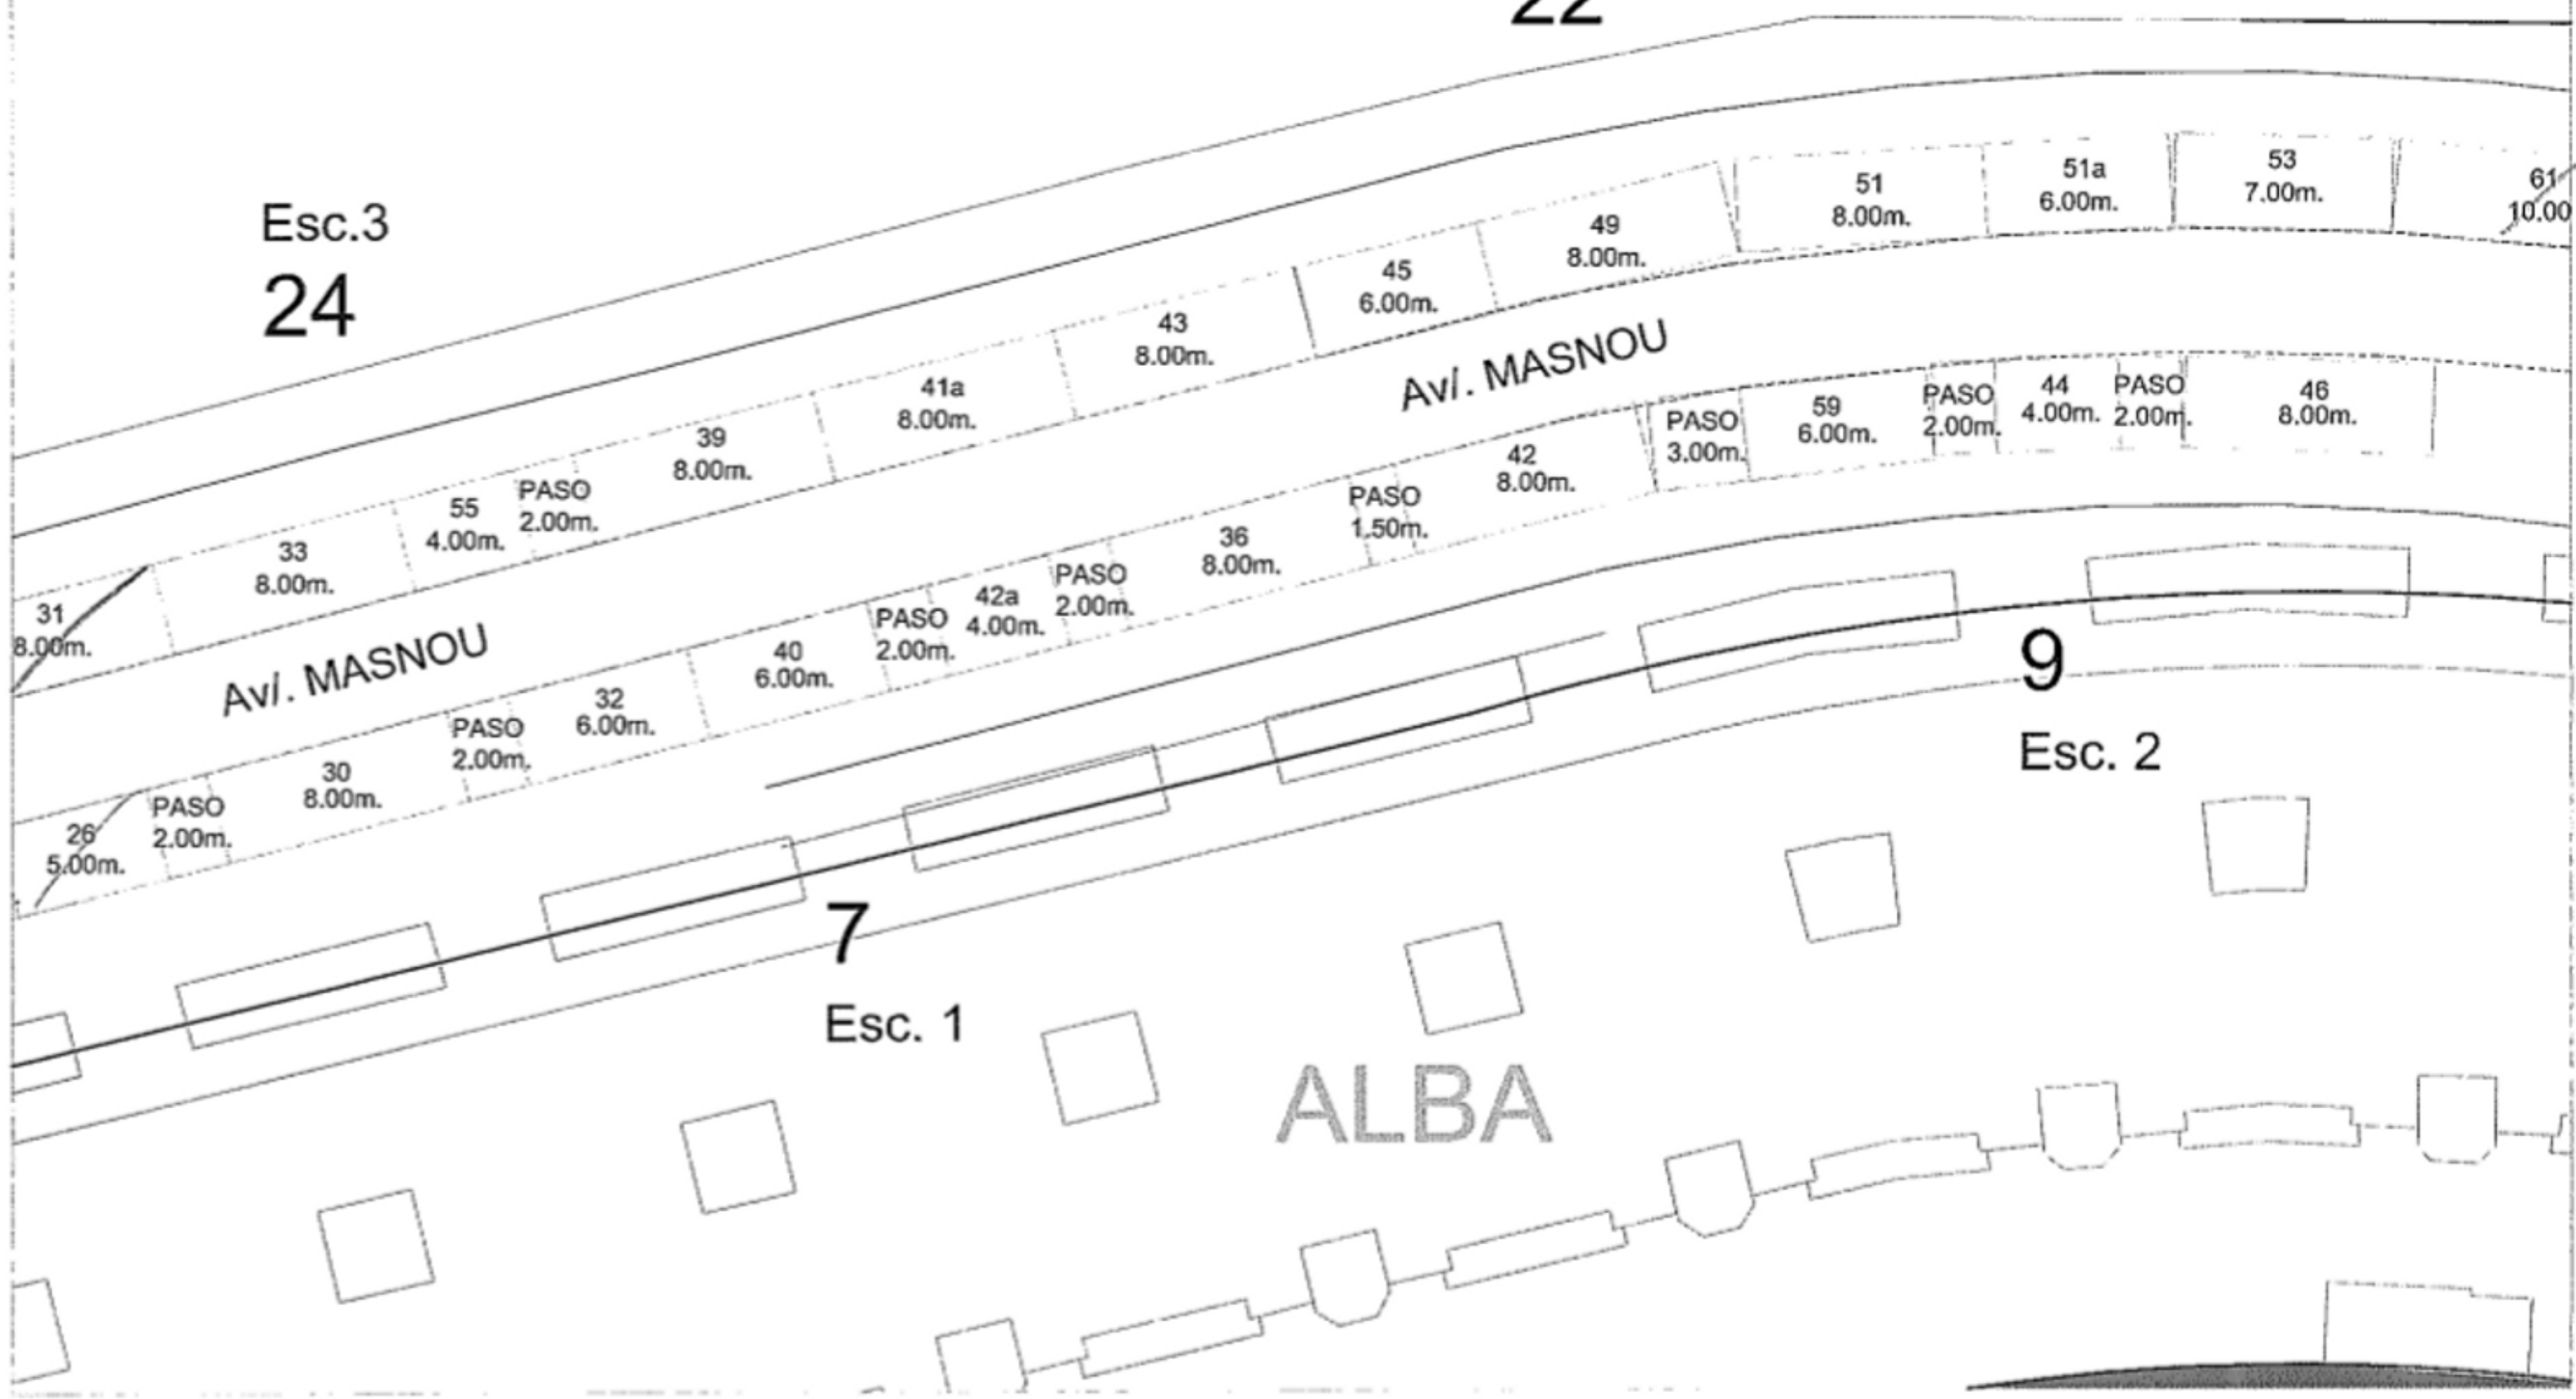 22
Esc.3
24
31
8.00m.
33
8.00m.
55
4.00m.
PASO
2.00m.
39
8.00m.
41a
8.00m.
43
8.00m.
45
6.00m.
49
8.00m.
51
8.00m.
51a
6.00m.
53
7.00m.
61
10.00
Av/. MASNOU
Av/. MASNOU
26
5.00m.
PASO
2.00m.
30
8.00m.
PASO
2.00m.
32
6.00m.
40
6.00m.
PASO
2.00m.
42a
4.00m.
PASO
2.00m.
36
8.00m.
PASO
1.50m.
42
8.00m.
PASO
3.00m.
59
6.00m.
PASO
2.00m.
44
4.00m.
PASO
2.00m.
46
8.00m.
7
Esc. 1
9
Esc. 2
ALBA